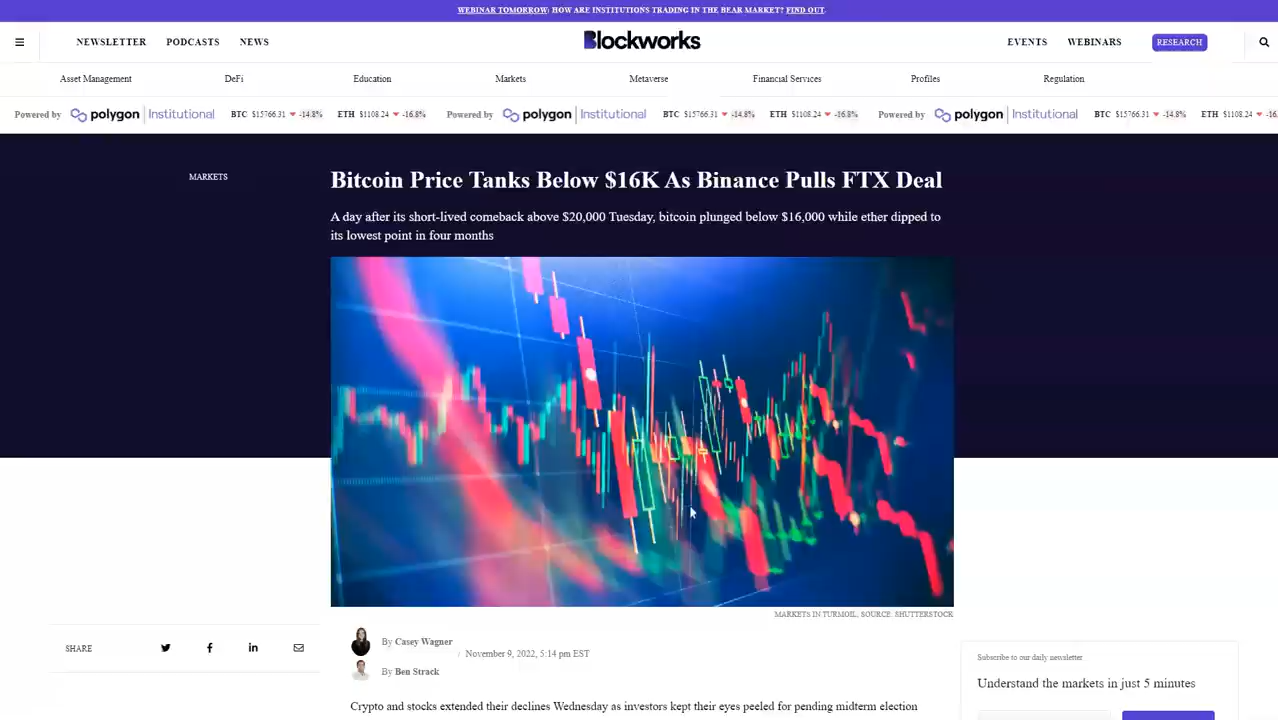 WEBINAR TOMORROW: HOW ARE INSTITUTIONS TRADING IN THE BEAR MARKET? FIND OUT.
NEWSLETTER PODCASTS NEWS Blockworks EVENTS WEBINARS RESEARCH
Asset Management DeFi Education Markets Metaverse Financial Services Profiles Regulation
Powered by polygon Institutional BTC $15766.31 -14.8% ETH $1108.24 -16.8% Powered by polygon Institutional BTC $15766.31 -14.8% ETH $1108.24 -16.8% Powered by polygon Institutional BTC $15766.31 -14.8% ETH $1108.24 -16
MARKETS
Bitcoin Price Tanks Below $16K As Binance Pulls FTX Deal
A day after its short-lived comeback above $20,000 Tuesday, bitcoin plunged below $16,000 while ether dipped to
its lowest point in four months
MARKETS IN TURMOIL, SOURCE: SHUTTERSTOCK
SHARE
By Casey Wagner
/ November 9, 2022, 5:14 pm EST
By Ben Strack
Subscribe to our daily newsletter
Understand the markets in just 5 minutes
Crypto and stocks extended their declines Wednesday as investors kept their eyes peeled for pending midterm election